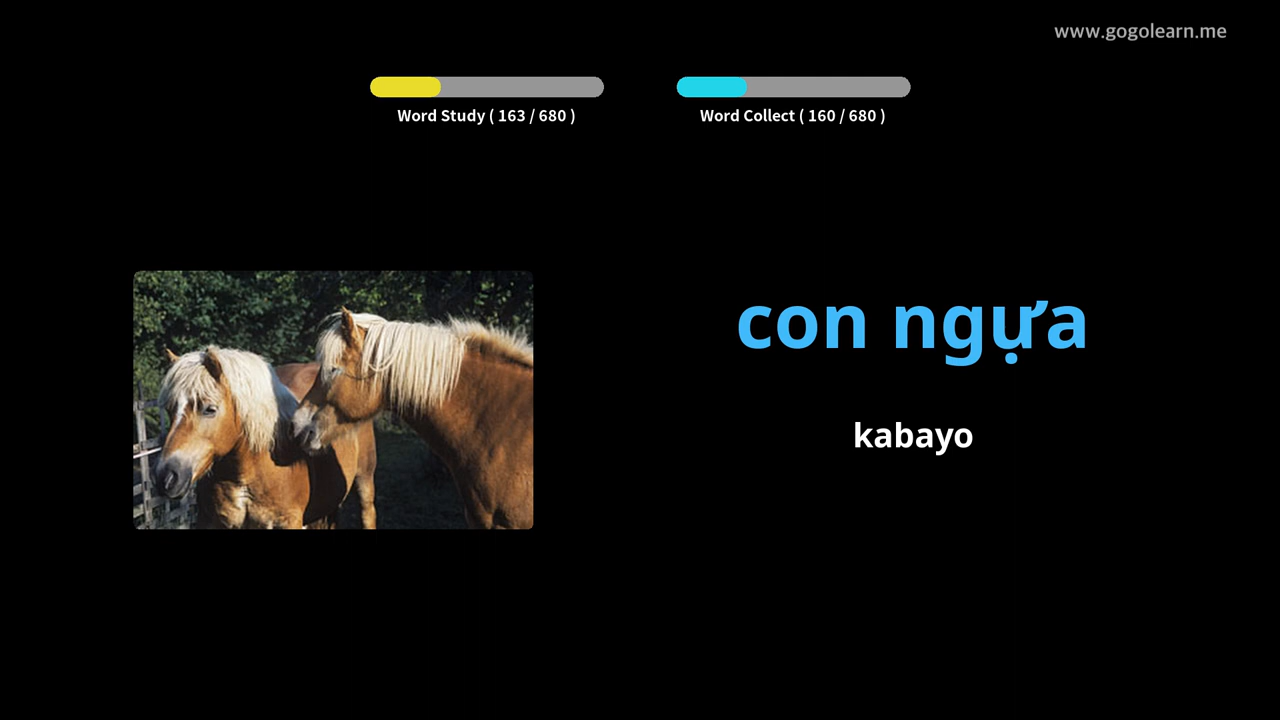 www.gogolearn.me
Word Study ( 163 / 680 )
Word Collect ( 160 / 680 )
con ngựa
kabayo